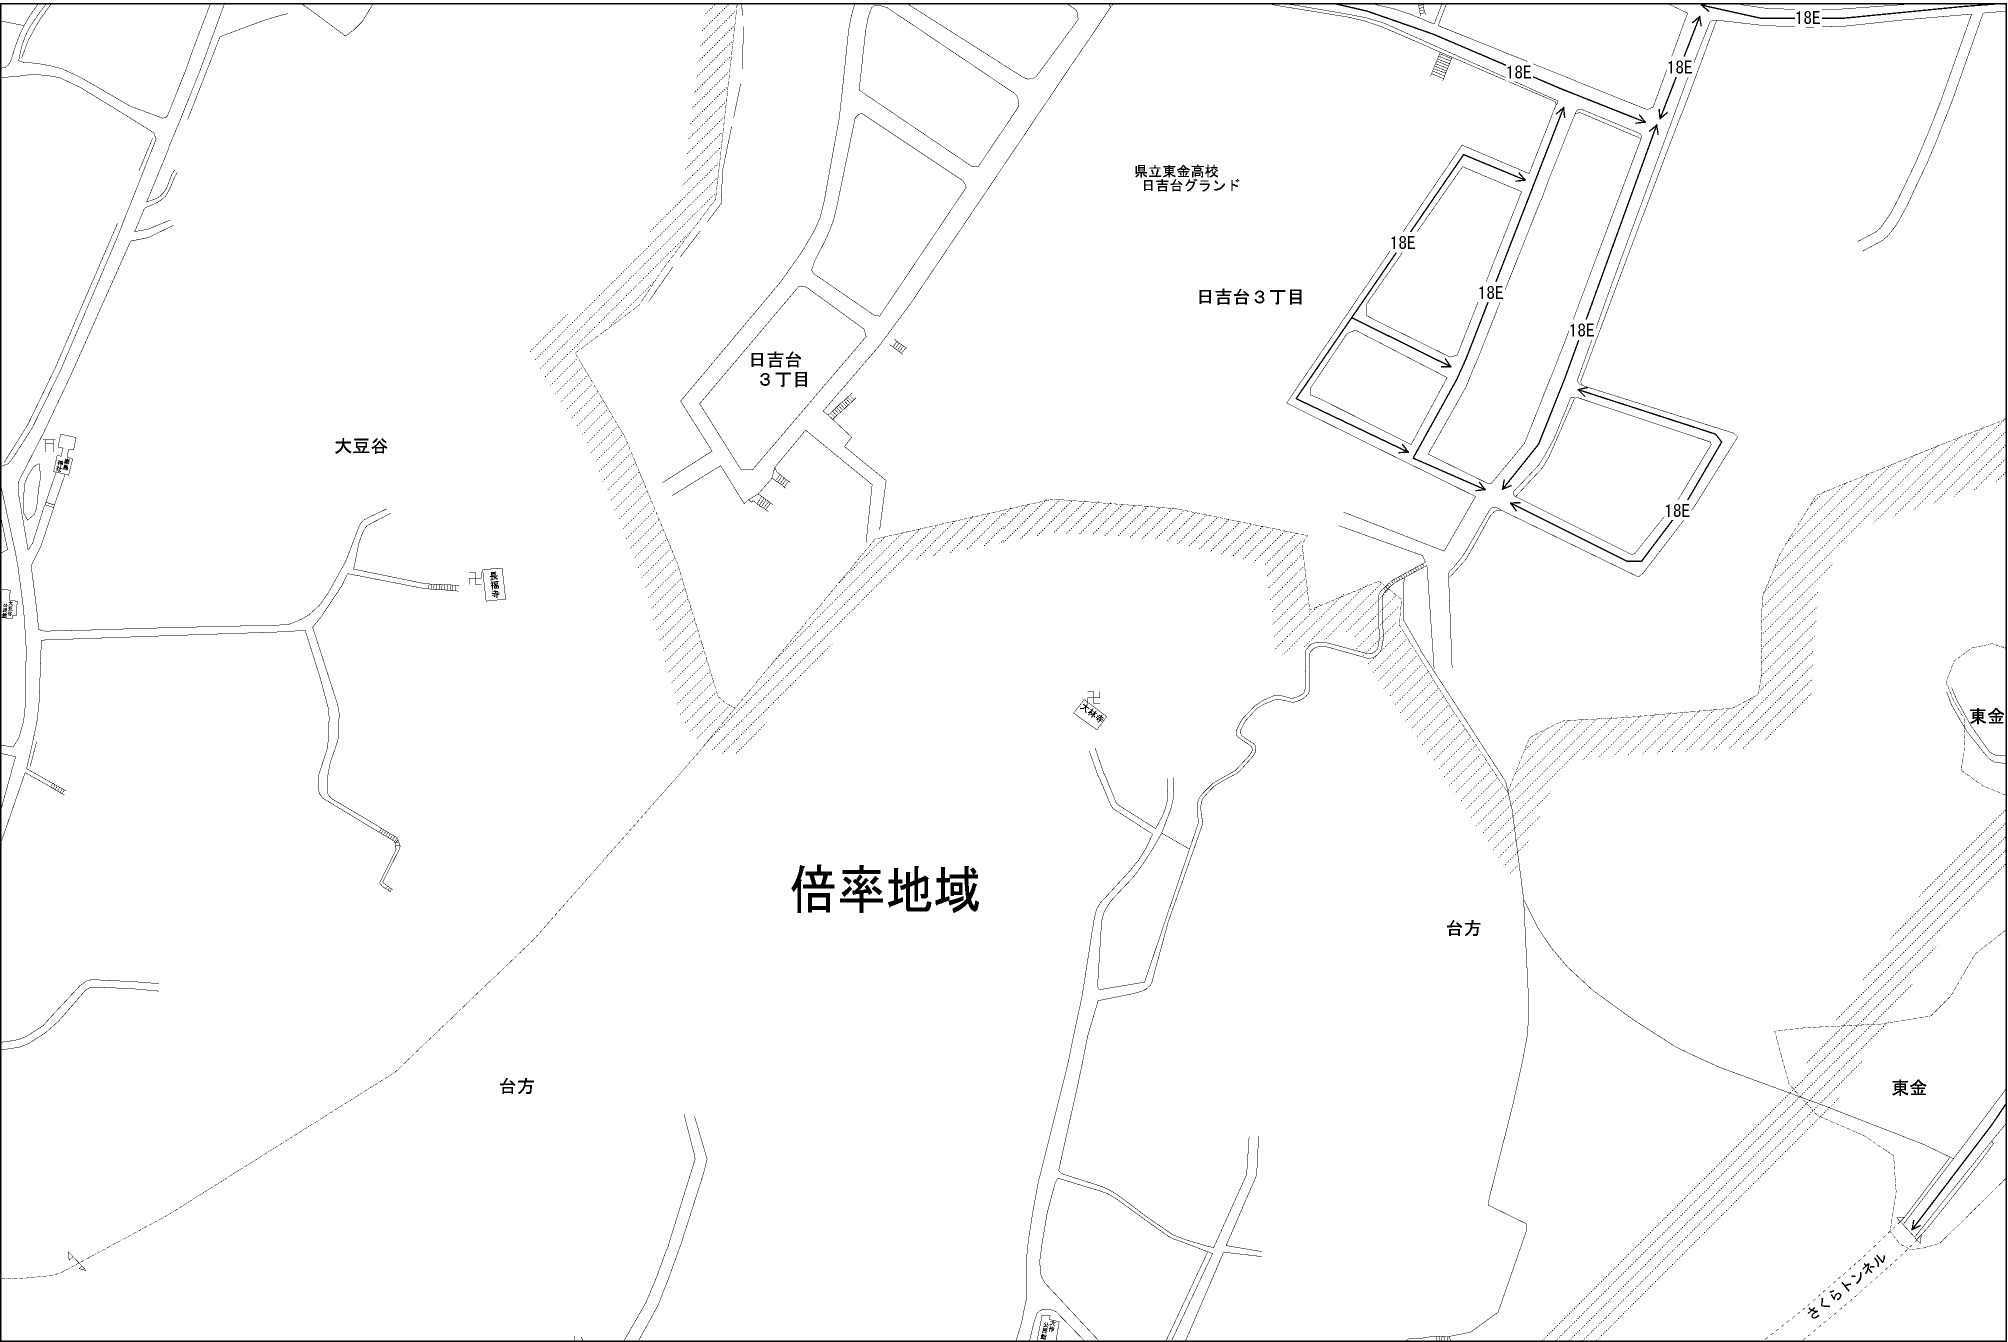 18E
18E
18E
県立東金高校
日吉台グランド
18E
18E
日吉台３丁目
18E
日吉台
３丁目
大豆谷
18E
長福寺
大林寺
東金
倍率地域
台方
台方
東金
さくらトンネル